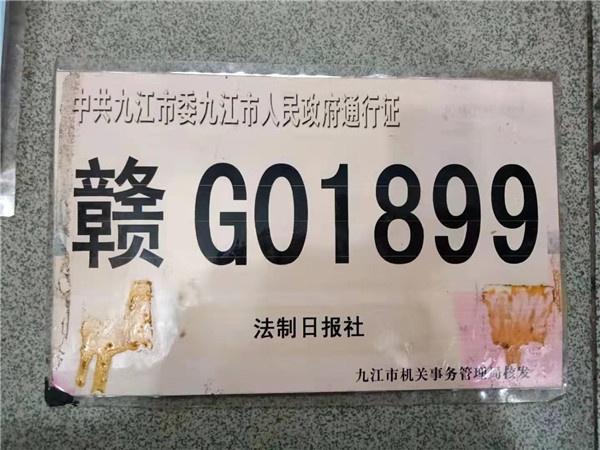 中共九江市委九江市人民政府通行证
赣 G01899
法制日报社
九江市机关事务管理局核发